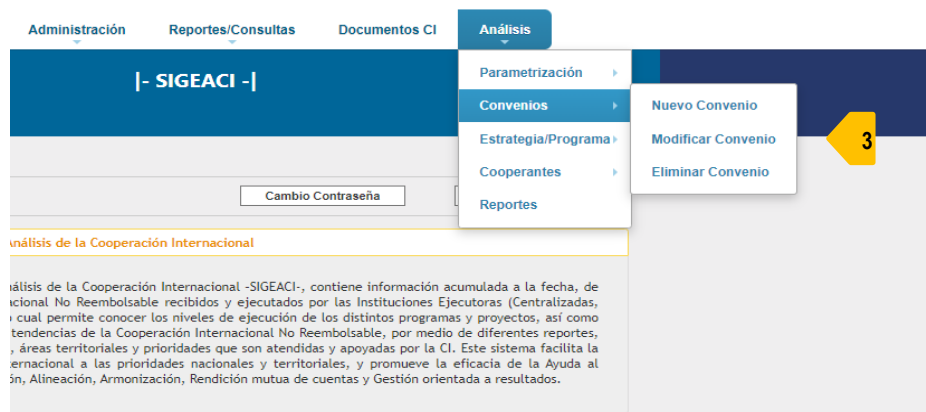 Administración Reportes/Consultas Documentos CI Análisis
|- SIGEACI -|
Parametrización
Convenios
Estrategia/Programa
Cooperantes
Reportes
Nuevo Convenio
Modificar Convenio
Eliminar Convenio
3
Cambio Contraseña
Análisis de la Cooperación Internacional
nálisis de la Cooperación Internacional -SIGEACI-, contiene información acumulada a la fecha, de
nacional No Reembolsable recibidos y ejecutados por las Instituciones Ejecutoras (Centralizadas,
cual permite conocer los niveles de ejecución de los distintos programas y proyectos, así como
tendencias de la Cooperación Internacional No Reembolsable, por medio de diferentes reportes,
, áreas territoriales y prioridades que son atendidas y apoyadas por la CI. Este sistema facilita la
ternacional a las prioridades nacionales y territoriales, y promueve la eficacia de la Ayuda al
ón, Alineación, Armonización, Rendición mutua de cuentas y Gestión orientada a resultados.